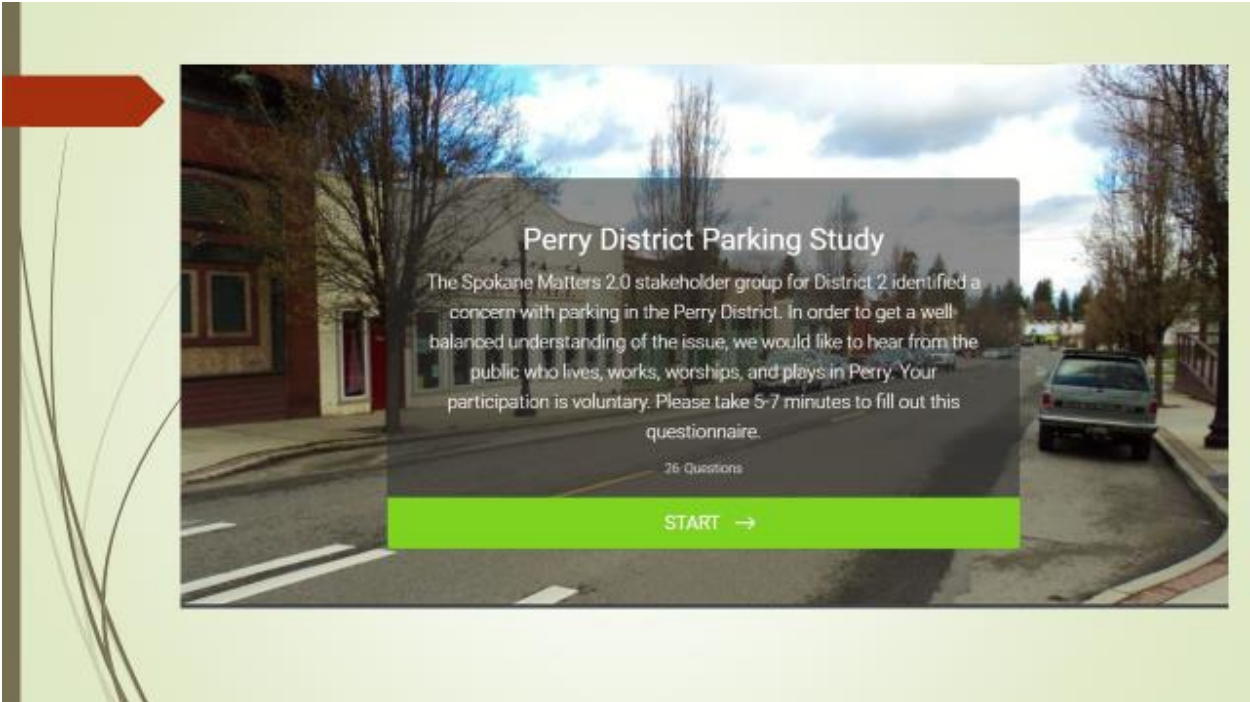 Perry District Parking Study
The Spokane Matters 2.0 stakeholder group for District 2 identified a
concern with parking in the Perry District. In order to get a well-
balanced understanding of the issue, we would like to hear from the
public who lives, works, worships, and plays in Perry. Your
participation is voluntary. Please take 5-7 minutes to fill out this
questionnaire.
26 Questions
START →